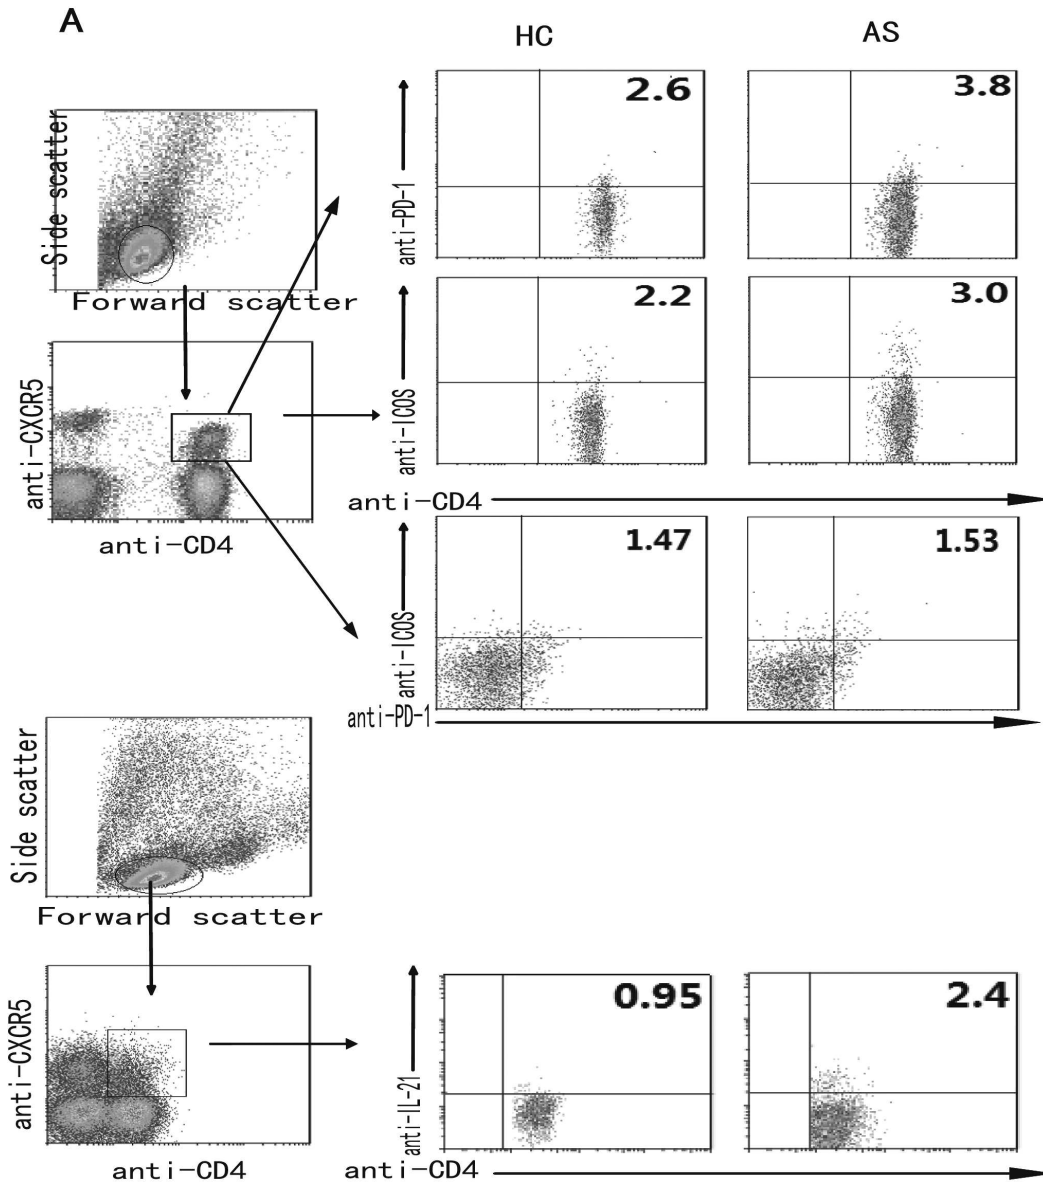 A
HC
AS
Side scatter
Forward scatter
anti-CXCR5
anti-CD4
anti-PD-1
2.6
3.8
anti-ICOS
2.2
3.0
anti-CD4
anti-ICOS
1.47
1.53
anti-PD-1
Side scatter
Forward scatter
anti-CXCR5
anti-CD4
anti-IL-21
0.95
2.4
anti-CD4